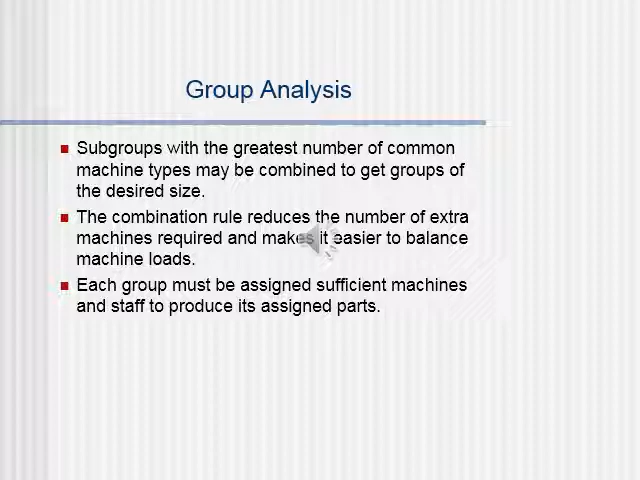 Group Analysis
Subgroups with the greatest number of common
machine types may be combined to get groups of
the desired size.
The combination rule reduces the number of extra
machines required and makes it easier to balance
machine loads.
Each group must be assigned sufficient machines
and staff to produce its assigned parts.